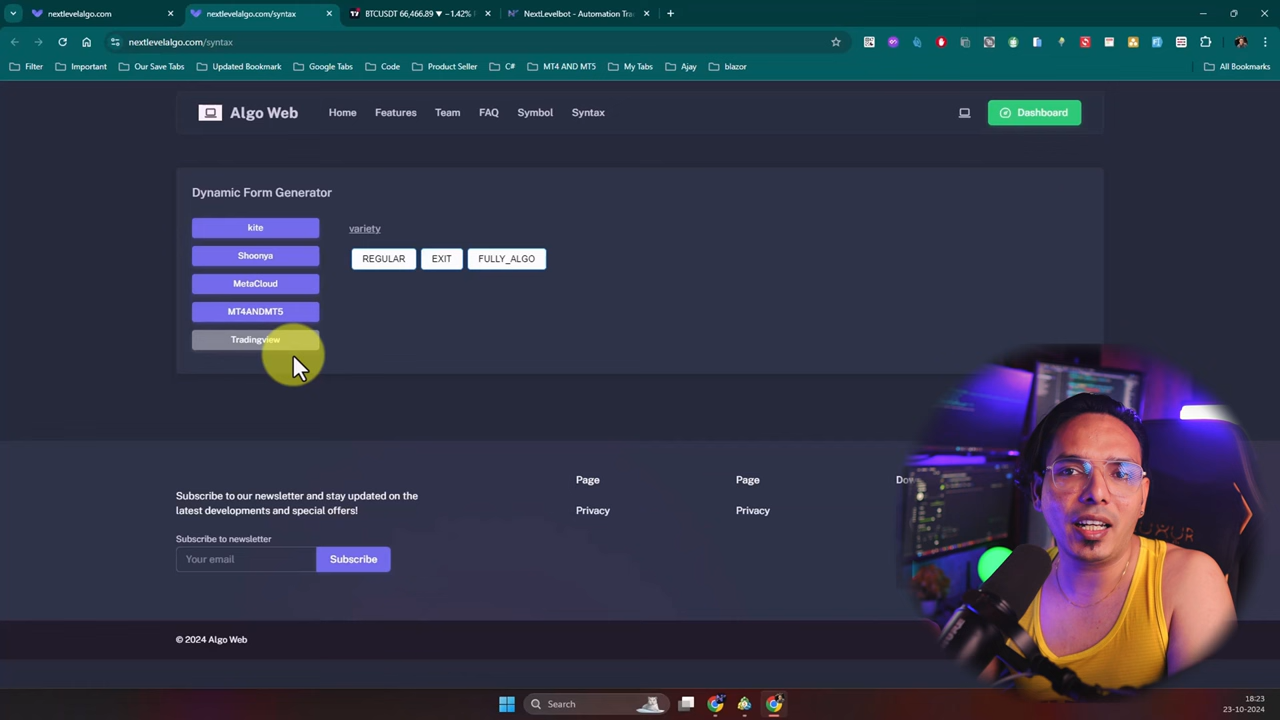 nextlevelalgo.com
nextlevelalgo.com/syntax
BTCUSDT 66,466.89 ▼ −1.42%
NextLevelbot - Automation Tra
nextlevelalgo.com/syntax
Filter
Important
Our Save Tabs
Updated Bookmark
Google Tabs
Code
Product Seller
C#
MT4 AND MT5
My Tabs
Ajay
blazor
All Bookmarks
Algo Web
Home
Features
Team
FAQ
Symbol
Syntax
Dashboard
Dynamic Form Generator
kite
Shoonya
MetaCloud
MT4ANDMT5
Tradingview
variety
REGULAR
EXIT
FULLY_ALGO
Subscribe to our newsletter and stay updated on the
latest developments and special offers!
Subscribe to newsletter
Your email
Subscribe
Page
Privacy
Page
Privacy
© 2024 Algo Web
Search
18:23
23-10-2024